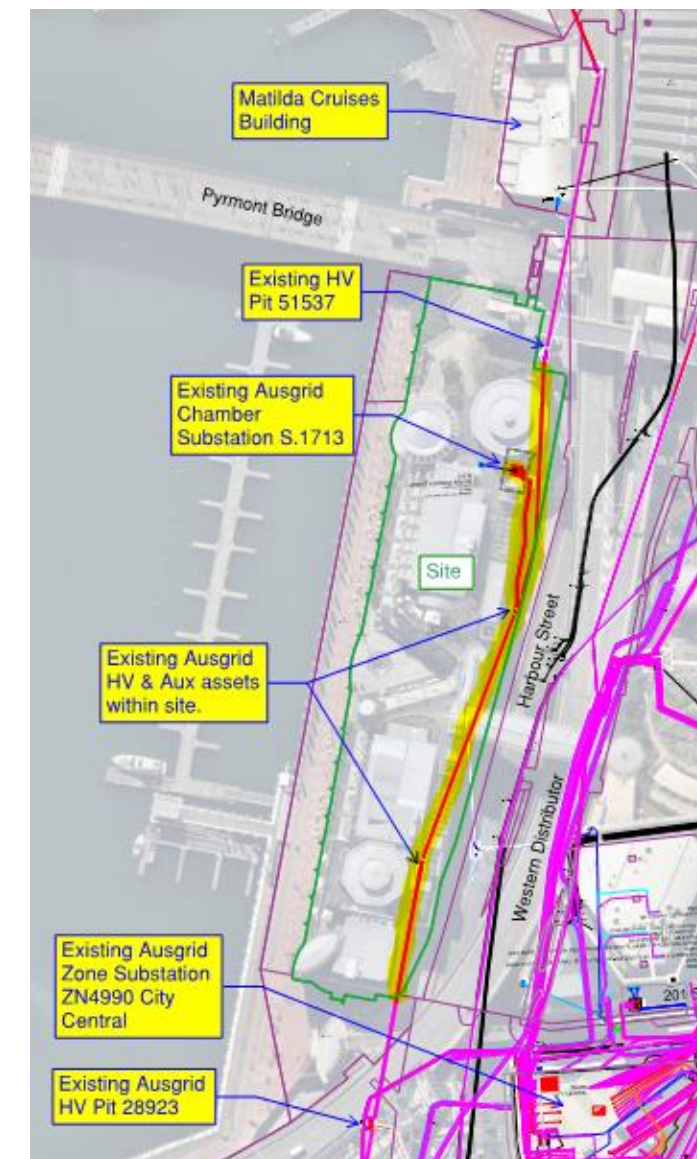 Matilda Cruises
Building
Pyrmont Bridge
Existing HV
Pit 51537
Existing Ausgrid
Chamber
Substation S.1713
Site
Harbour Street
Existing Ausgrid
HV & Aux assets
within site.
Western Distributor
Existing Ausgrid
Zone Substation
ZN4990 City
Central
201
Existing Ausgrid
HV Pit 28923